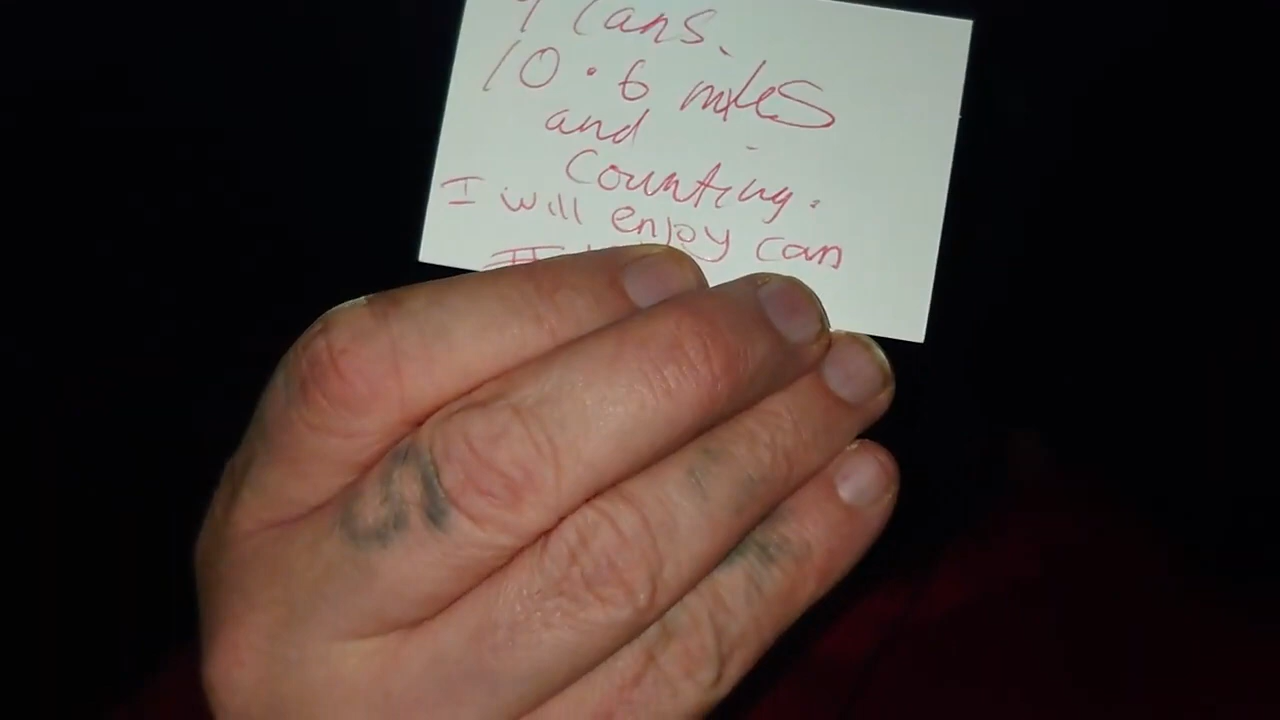 Cans.
10.6 miles
and
Counting.
I will enjoy can